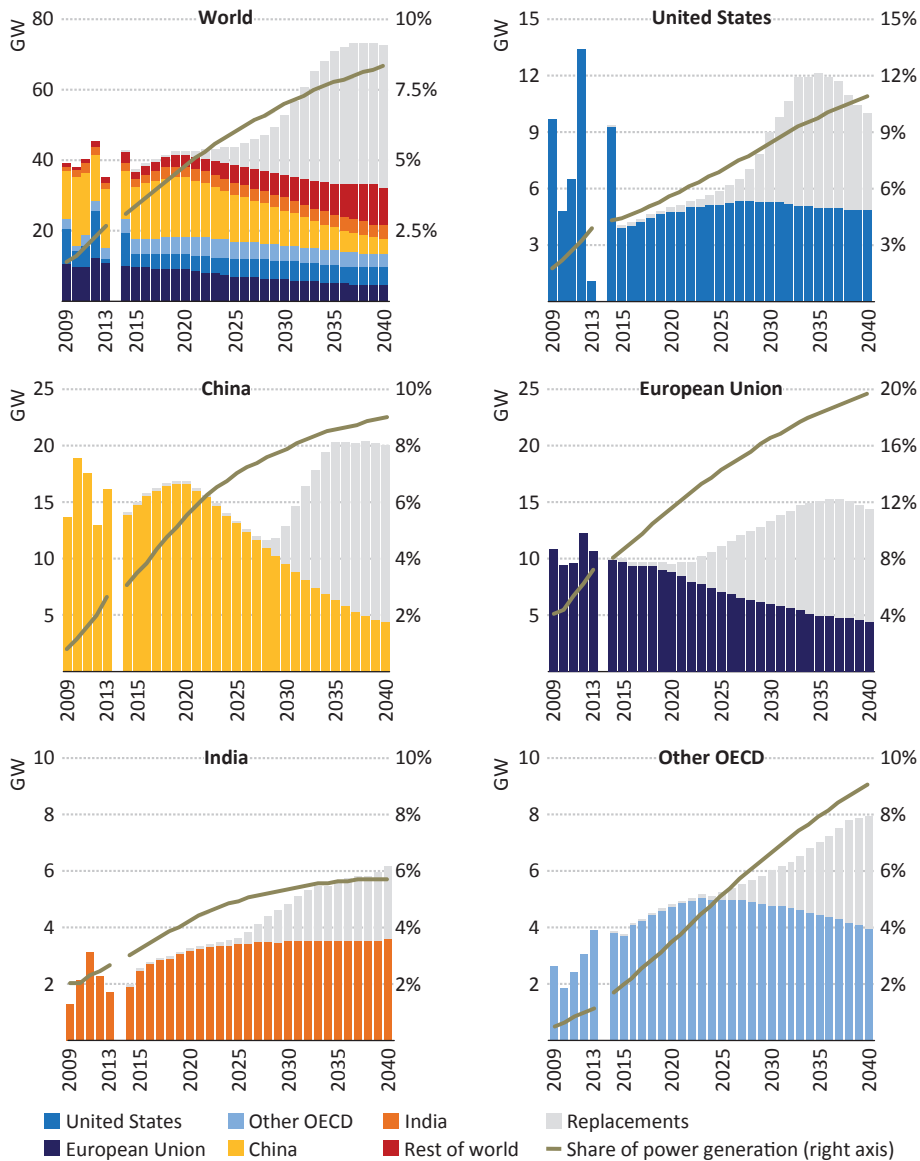 World
GW
80 10%
60 7.5%
40 5%
20 2.5%
2009 2013 2015 2020 2025 2030 2035 2040
United States
GW
15 15%
12 12%
9 9%
6 6%
3 3%
2009 2013 2015 2020 2025 2030 2035 2040
China
GW
25 10%
20 8%
15 6%
10 4%
5 2%
2009 2013 2015 2020 2025 2030 2035 2040
European Union
GW
25 20%
20 16%
15 12%
10 8%
5 4%
2009 2013 2015 2020 2025 2030 2035 2040
India
GW
10 10%
8 8%
6 6%
4 4%
2 2%
2009 2013 2015 2020 2025 2030 2035 2040
Other OECD
GW
10 10%
8 8%
6 6%
4 4%
2 2%
2009 2013 2015 2020 2025 2030 2035 2040
United States Other OECD India Replacements
European Union China Rest of world Share of power generation (right axis)